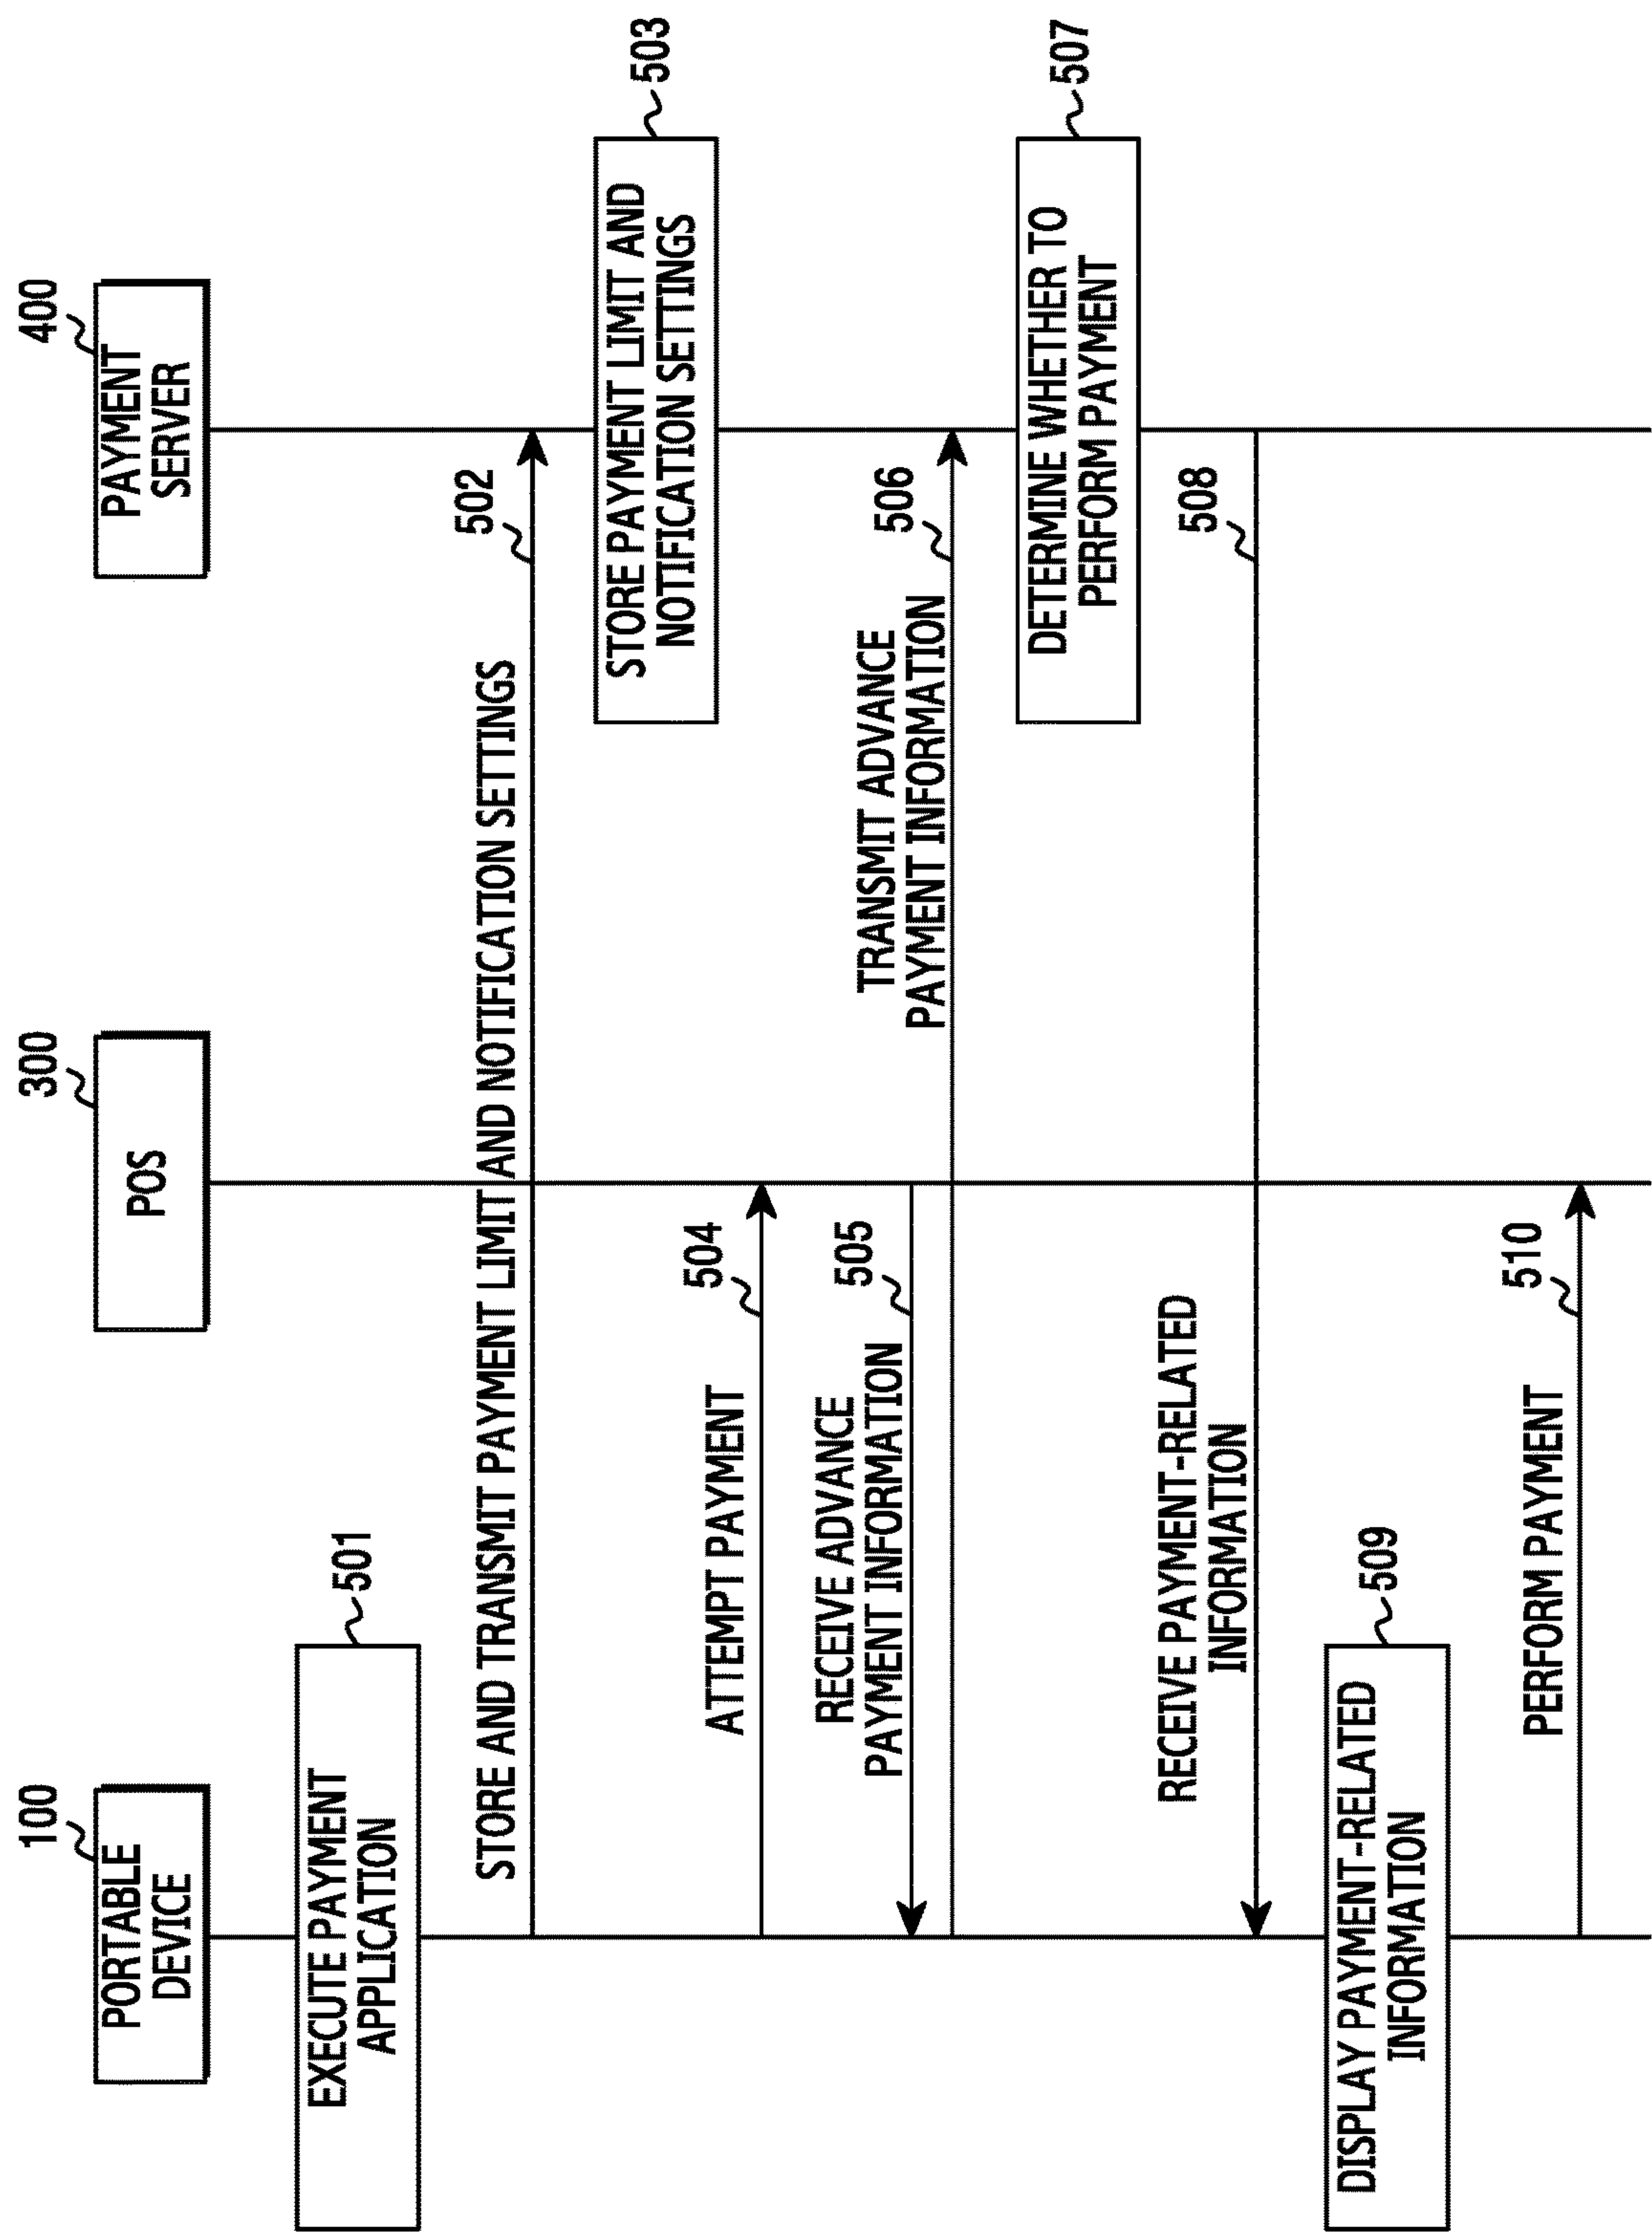 100
PORTABLE
DEVICE
300
POS
400
PAYMENT
SERVER
501
EXECUTE PAYMENT
APPLICATION
STORE AND TRANSMIT PAYMENT LIMIT AND NOTIFICATION SETTINGS
502
503
STORE PAYMENT LIMIT AND
NOTIFICATION SETTINGS
ATTEMPT PAYMENT
504
RECEIVE ADVANCE
PAYMENT INFORMATION
505
TRANSMIT ADVANCE
PAYMENT INFORMATION
506
507
DETERMINE WHETHER TO
PERFORM PAYMENT
RECEIVE PAYMENT-RELATED
INFORMATION
508
509
DISPLAY PAYMENT-RELATED
INFORMATION
PERFORM PAYMENT
510